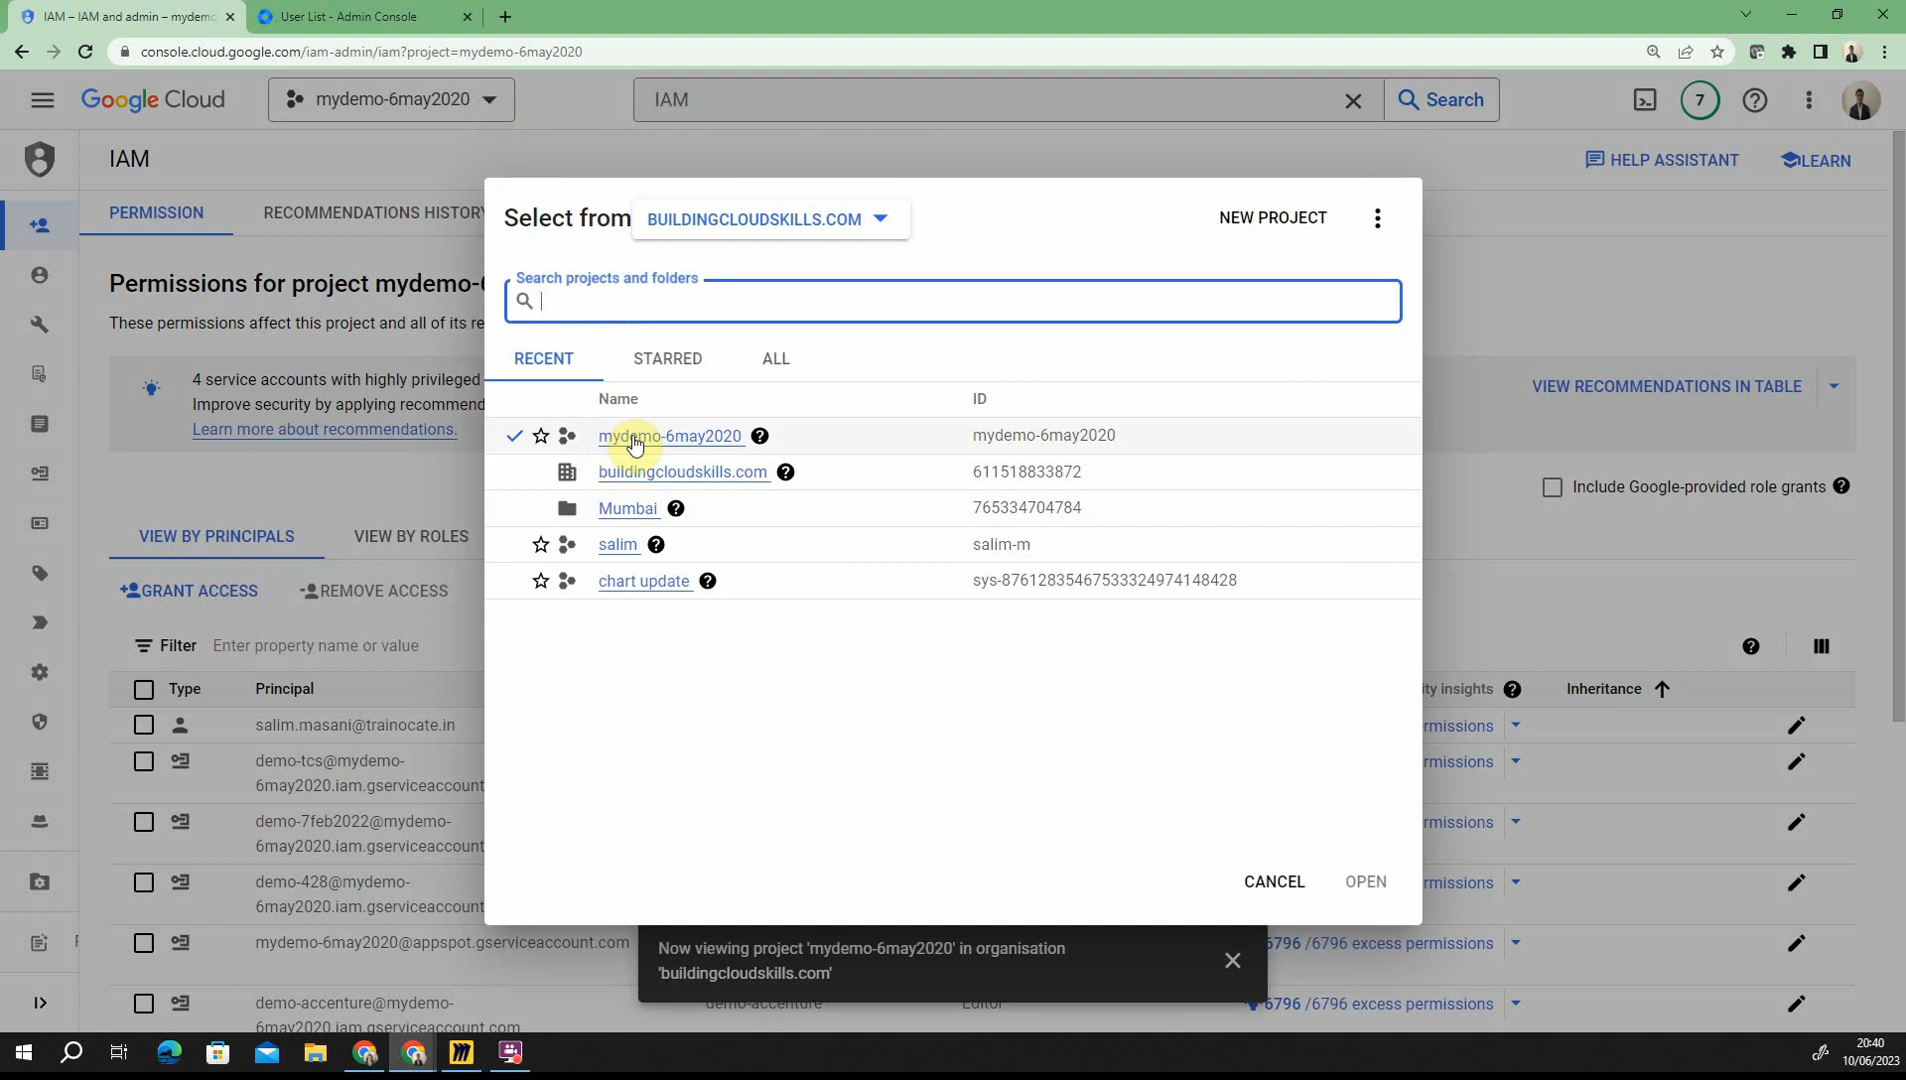 IAM – IAM and admin – mydemo
User List - Admin Console
console.cloud.google.com/iam-admin/iam?project=mydemo-6may2020
Google Cloud
mydemo-6may2020
IAM
Search
7
IAM
HELP ASSISTANT
LEARN
PERMISSION
RECOMMENDATIONS HISTORY
Permissions for project mydemo-6
These permissions affect this project and all of its re
4 service accounts with highly privileged
Improve security by applying recommend
Learn more about recommendations.
VIEW RECOMMENDATIONS IN TABLE
Include Google-provided role grants
VIEW BY PRINCIPALS
VIEW BY ROLES
GRANT ACCESS
REMOVE ACCESS
Filter
Enter property name or value
Type
Principal
ity insights
Inheritance
salim.masani@trainocate.in
rmissions
demo-tcs@mydemo-
6may2020.iam.gserviceaccount
rmissions
demo-7feb2022@mydemo-
6may2020.iam.gserviceaccount
rmissions
demo-428@mydemo-
6may2020.iam.gserviceaccount
rmissions
mydemo-6may2020@appspot.gserviceaccount.com
6796 /6796 excess permissions
demo-accenture@mydemo-
6may2020.iam.gserviceaccount.com
demo-accenture
Editor
6796 /6796 excess permissions
Select from
BUILDINGCLOUDSKILLS.COM
NEW PROJECT
Search projects and folders
RECENT
STARRED
ALL
Name
ID
mydemo-6may2020
mydemo-6may2020
buildingcloudskills.com
611518833872
Mumbai
765334704784
salim
salim-m
chart update
sys-87612835467533324974148428
CANCEL
OPEN
Now viewing project 'mydemo-6may2020' in organisation
'buildingcloudskills.com'
20:40
10/06/2023